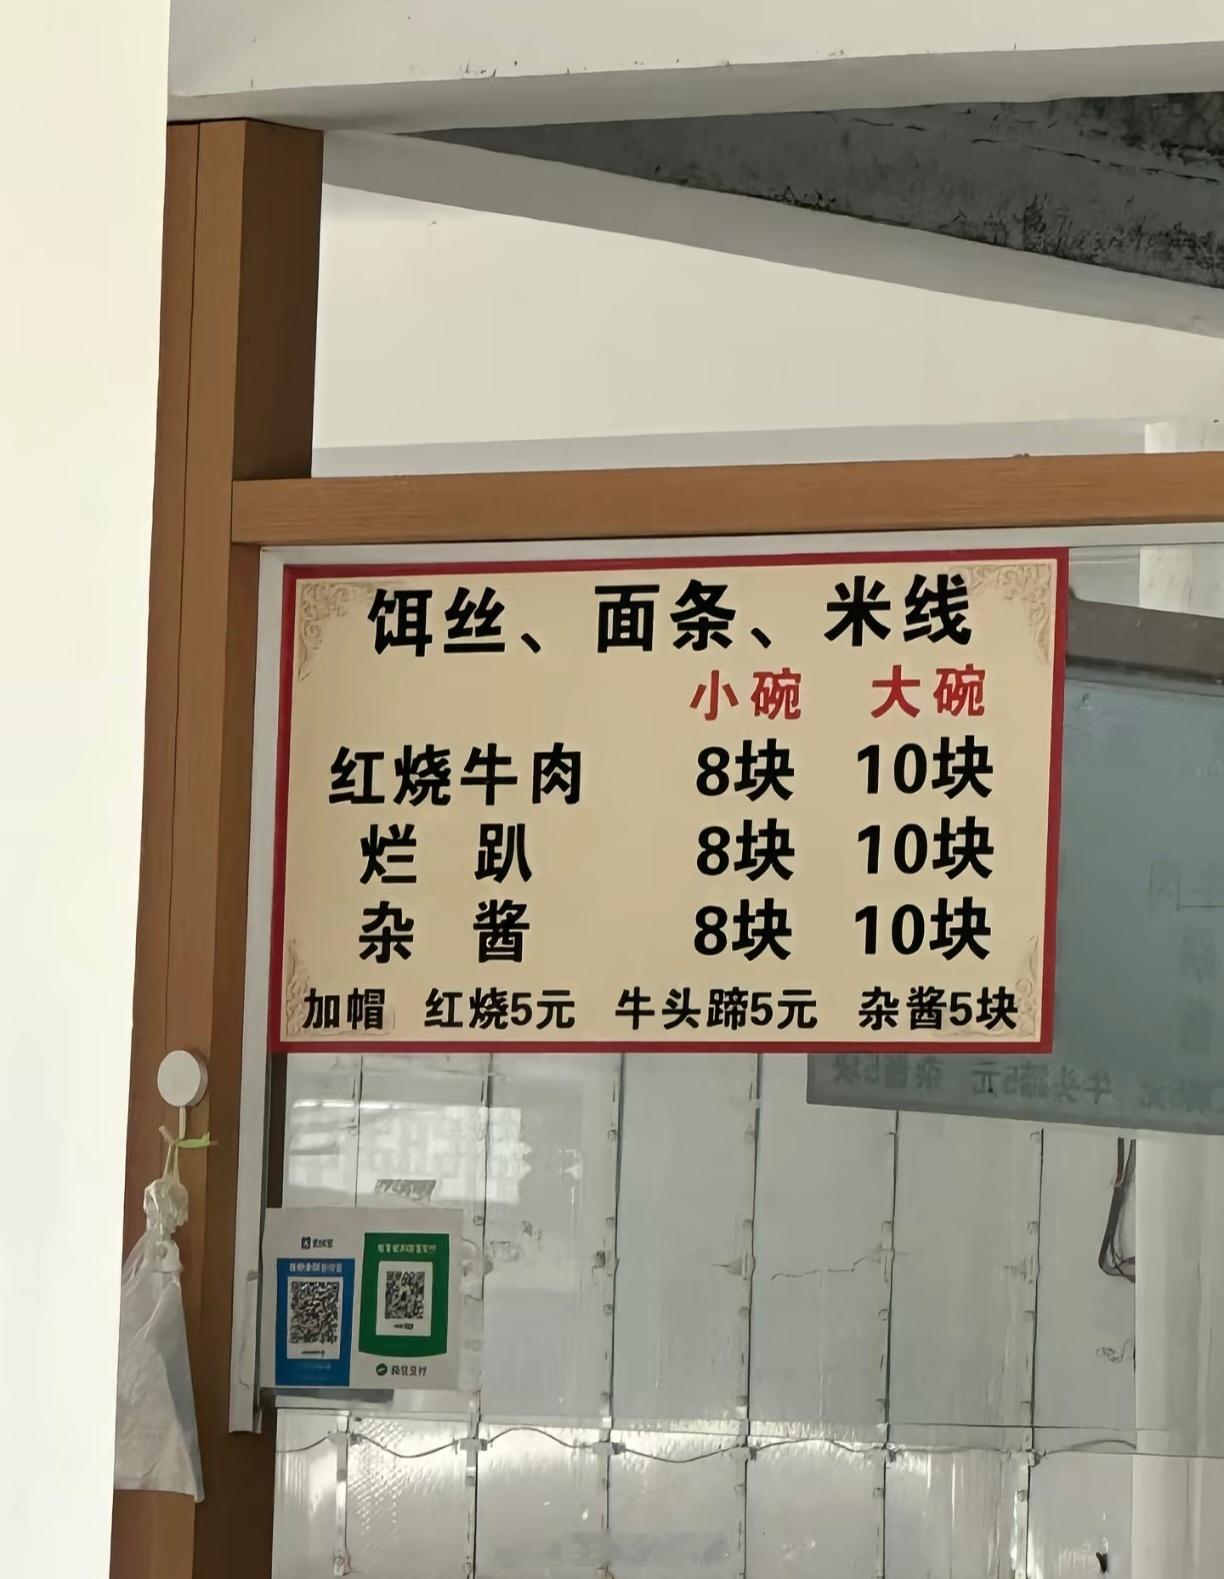 饵丝、面条、米线
小碗 大碗
红烧牛肉 8块 10块
烂趴 8块 10块
杂酱 8块 10块
加帽 红烧5元 牛头蹄5元 杂酱5块